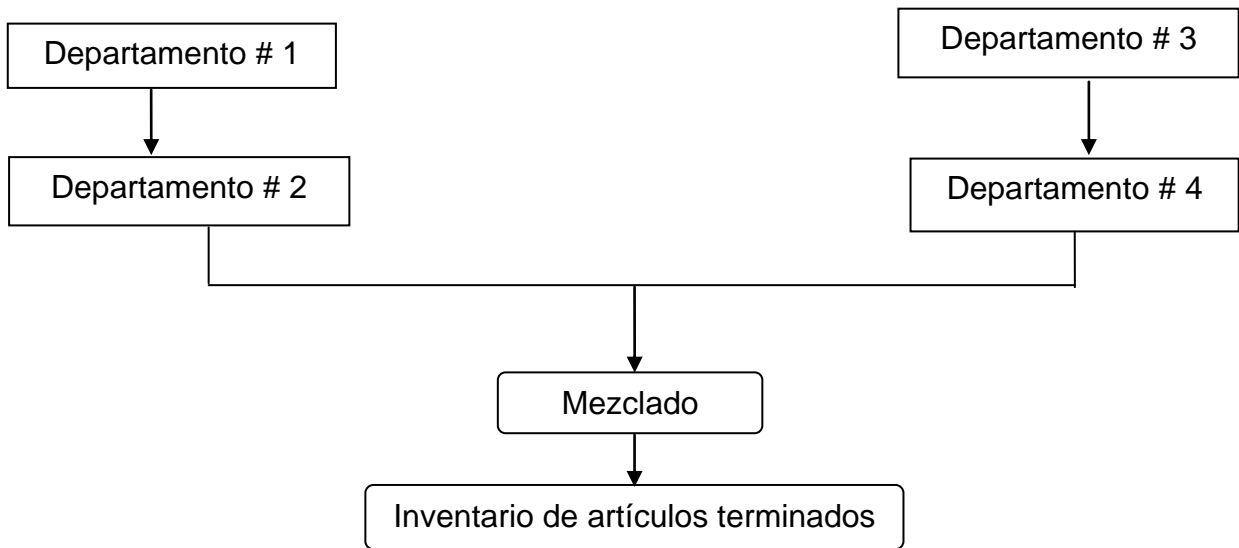 Departamento # 1
Departamento # 3
Departamento # 2
Departamento # 4
Mezclado
Inventario de artículos terminados